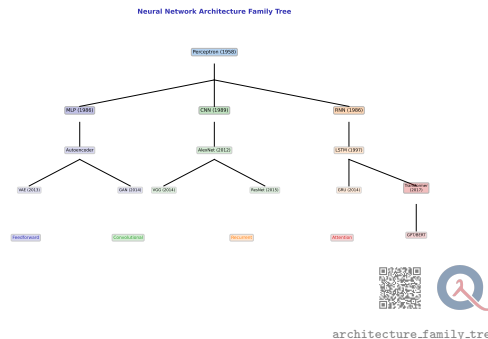 Neural Network Architecture Family Tree
Perceptron (1958)
MLP (1986)
CNN (1989)
RNN (1986)
Autoencoder
AlexNet (2012)
LSTM (1997)
VAE (2013)
GAN (2014)
VGG (2014)
ResNet (2015)
GRU (2014)
Transformer
(2017)
GPT/BERT
Feedforward
Convolutional
Recurrent
Attention
architecture_family_tre